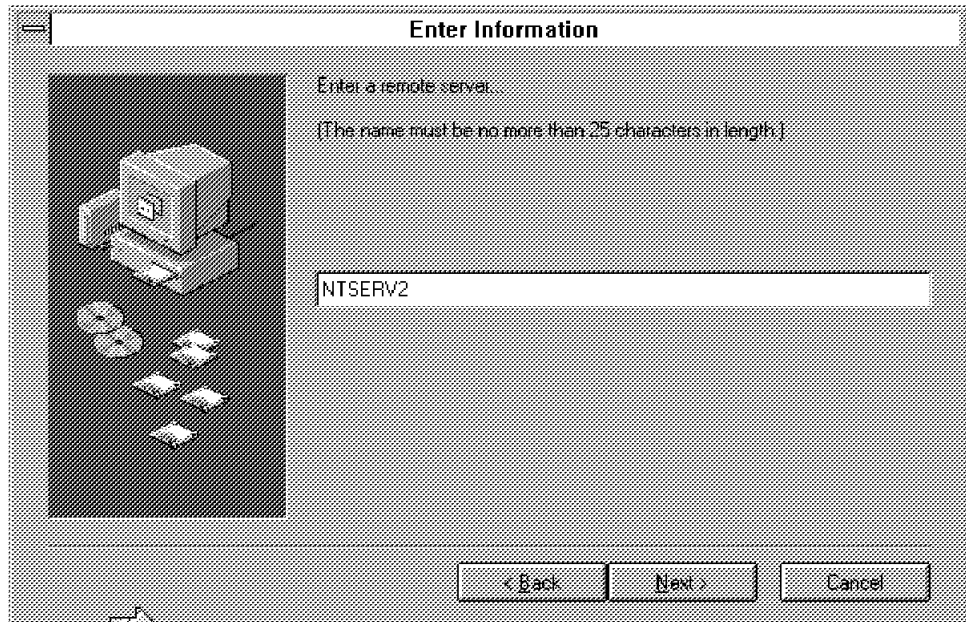 Enter Information
Enter a remote server...
(The name must be no more than 25 characters in length.)
NTSERV2
< Back
Next >
Cancel